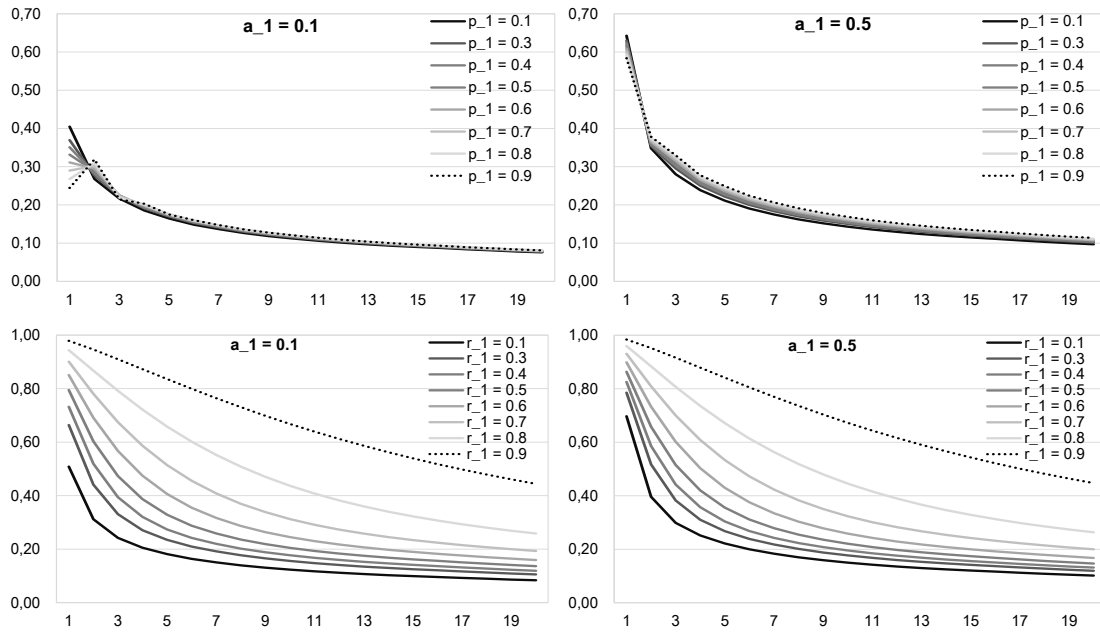 a_1 = 0.1
0,70
0,60
0,50
0,40
0,30
0,20
0,10
0,00
p_1 = 0.1
p_1 = 0.3
p_1 = 0.4
p_1 = 0.5
p_1 = 0.6
p_1 = 0.7
p_1 = 0.8
p_1 = 0.9
1 3 5 7 9 11 13 15 17 19
a_1 = 0.5
0,70
0,60
0,50
0,40
0,30
0,20
0,10
0,00
p_1 = 0.1
p_1 = 0.3
p_1 = 0.4
p_1 = 0.5
p_1 = 0.6
p_1 = 0.7
p_1 = 0.8
p_1 = 0.9
1 3 5 7 9 11 13 15 17 19
a_1 = 0.1
1,00
0,80
0,60
0,40
0,20
0,00
r_1 = 0.1
r_1 = 0.3
r_1 = 0.4
r_1 = 0.5
r_1 = 0.6
r_1 = 0.7
r_1 = 0.8
r_1 = 0.9
1 3 5 7 9 11 13 15 17 19
a_1 = 0.5
1,00
0,80
0,60
0,40
0,20
0,00
r_1 = 0.1
r_1 = 0.3
r_1 = 0.4
r_1 = 0.5
r_1 = 0.6
r_1 = 0.7
r_1 = 0.8
r_1 = 0.9
1 3 5 7 9 11 13 15 17 19